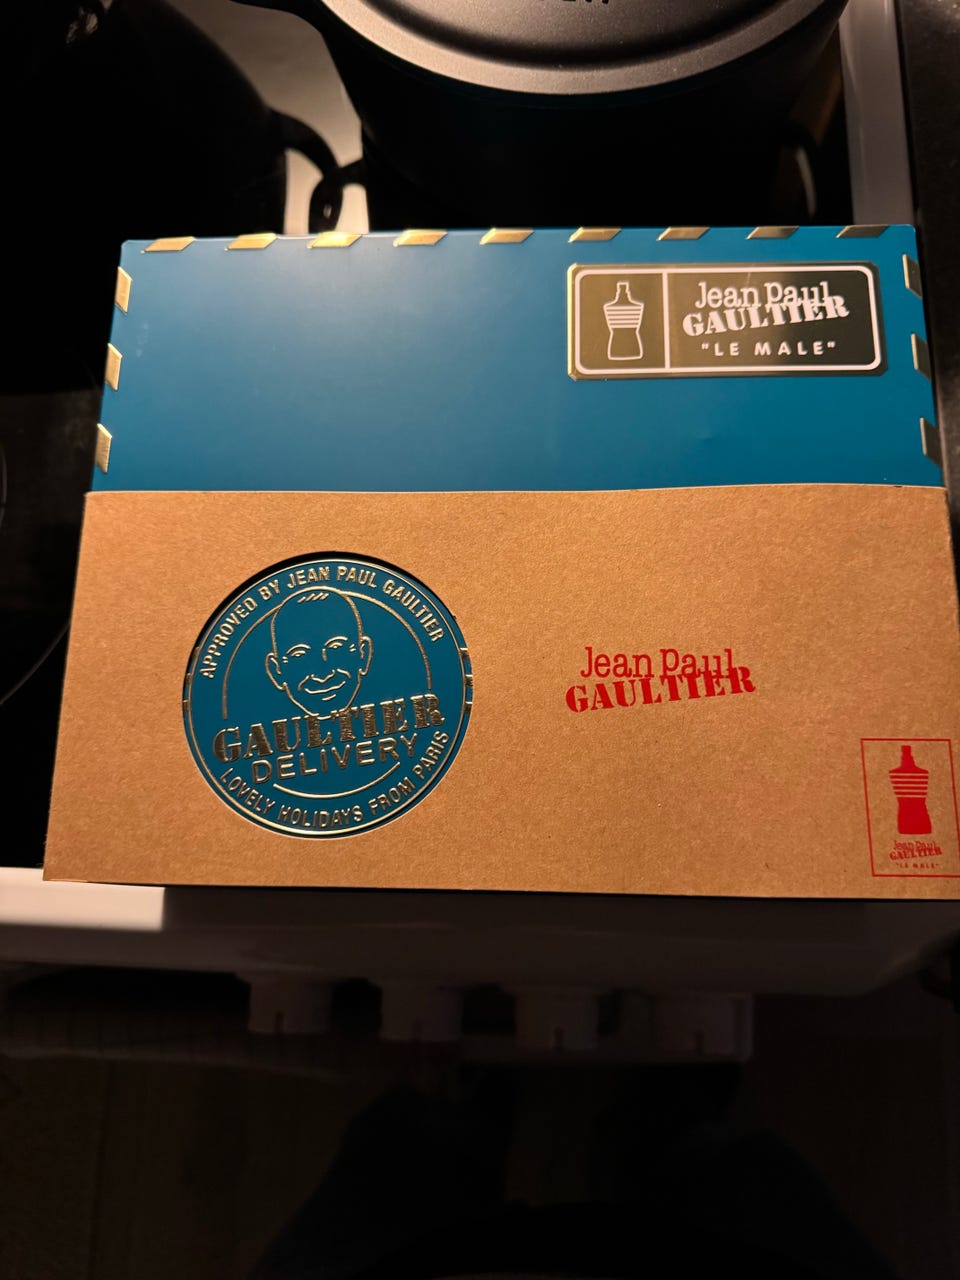 Jean Paul
GAULTIER
"LE MALE"
APPROVED BY JEAN PAUL GAULTIER
GAULTIER
DELIVERY
LOVELY HOLIDAYS FROM PARIS
Jean Paul
GAULTIER
Jean Paul
GAULTIER
"LE MALE"